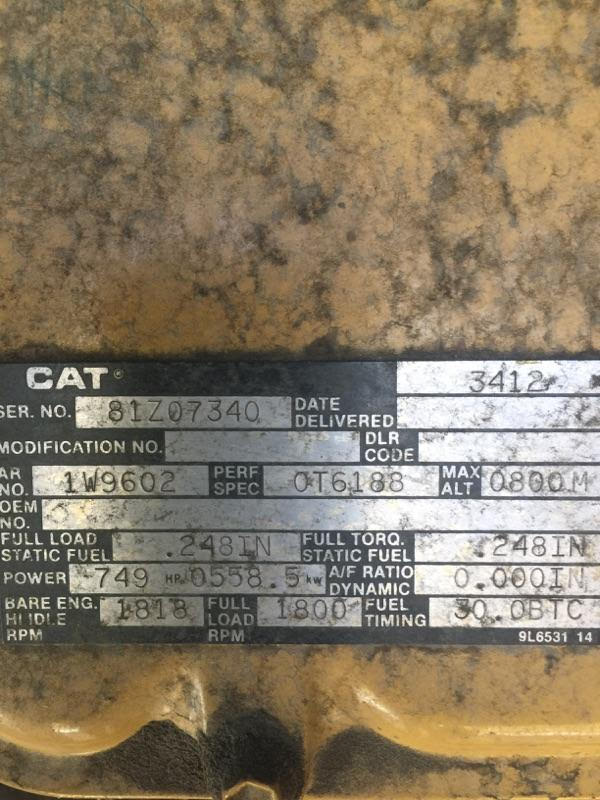 CAT® 3412
SER. NO. 81Z07340 DATE DELIVERED
MODIFICATION NO. DLR CODE
AR NO. 1W9602 PERF SPEC 0T6188 MAX ALT 0800M
OEM NO.
FULL LOAD STATIC FUEL .248IN FULL TORQ. STATIC FUEL .248IN
POWER 749 HP 0558.5 KW A/F RATIO DYNAMIC 0.000IN
BARE ENG. HI IDLE RPM 1818 FULL LOAD RPM 1800 FUEL TIMING 30.0BTC
9L6531 14